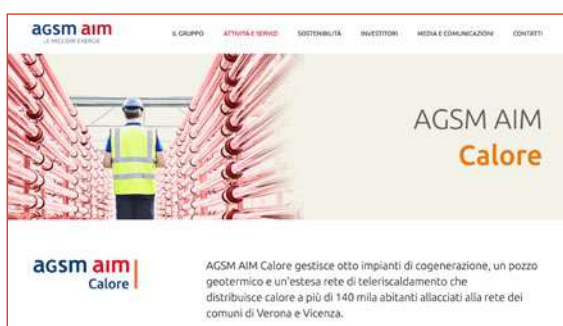 agsm aim
LE MIGLIORI ENERGIE
IL GRUPPO ATTIVITÀ E SERVIZI SOSTENIBILITÀ INVESTITORI MEDIA E COMUNICAZIONI CONTATTI
AGSM AIM
Calore
agsm aim
Calore
AGSM AIM Calore gestisce otto impianti di cogenerazione, un pozzo
geotermico e un'estesa rete di teleriscaldamento che
distribuisce calore a più di 140 mila abitanti allacciati alla rete dei
comuni di Verona e Vicenza.